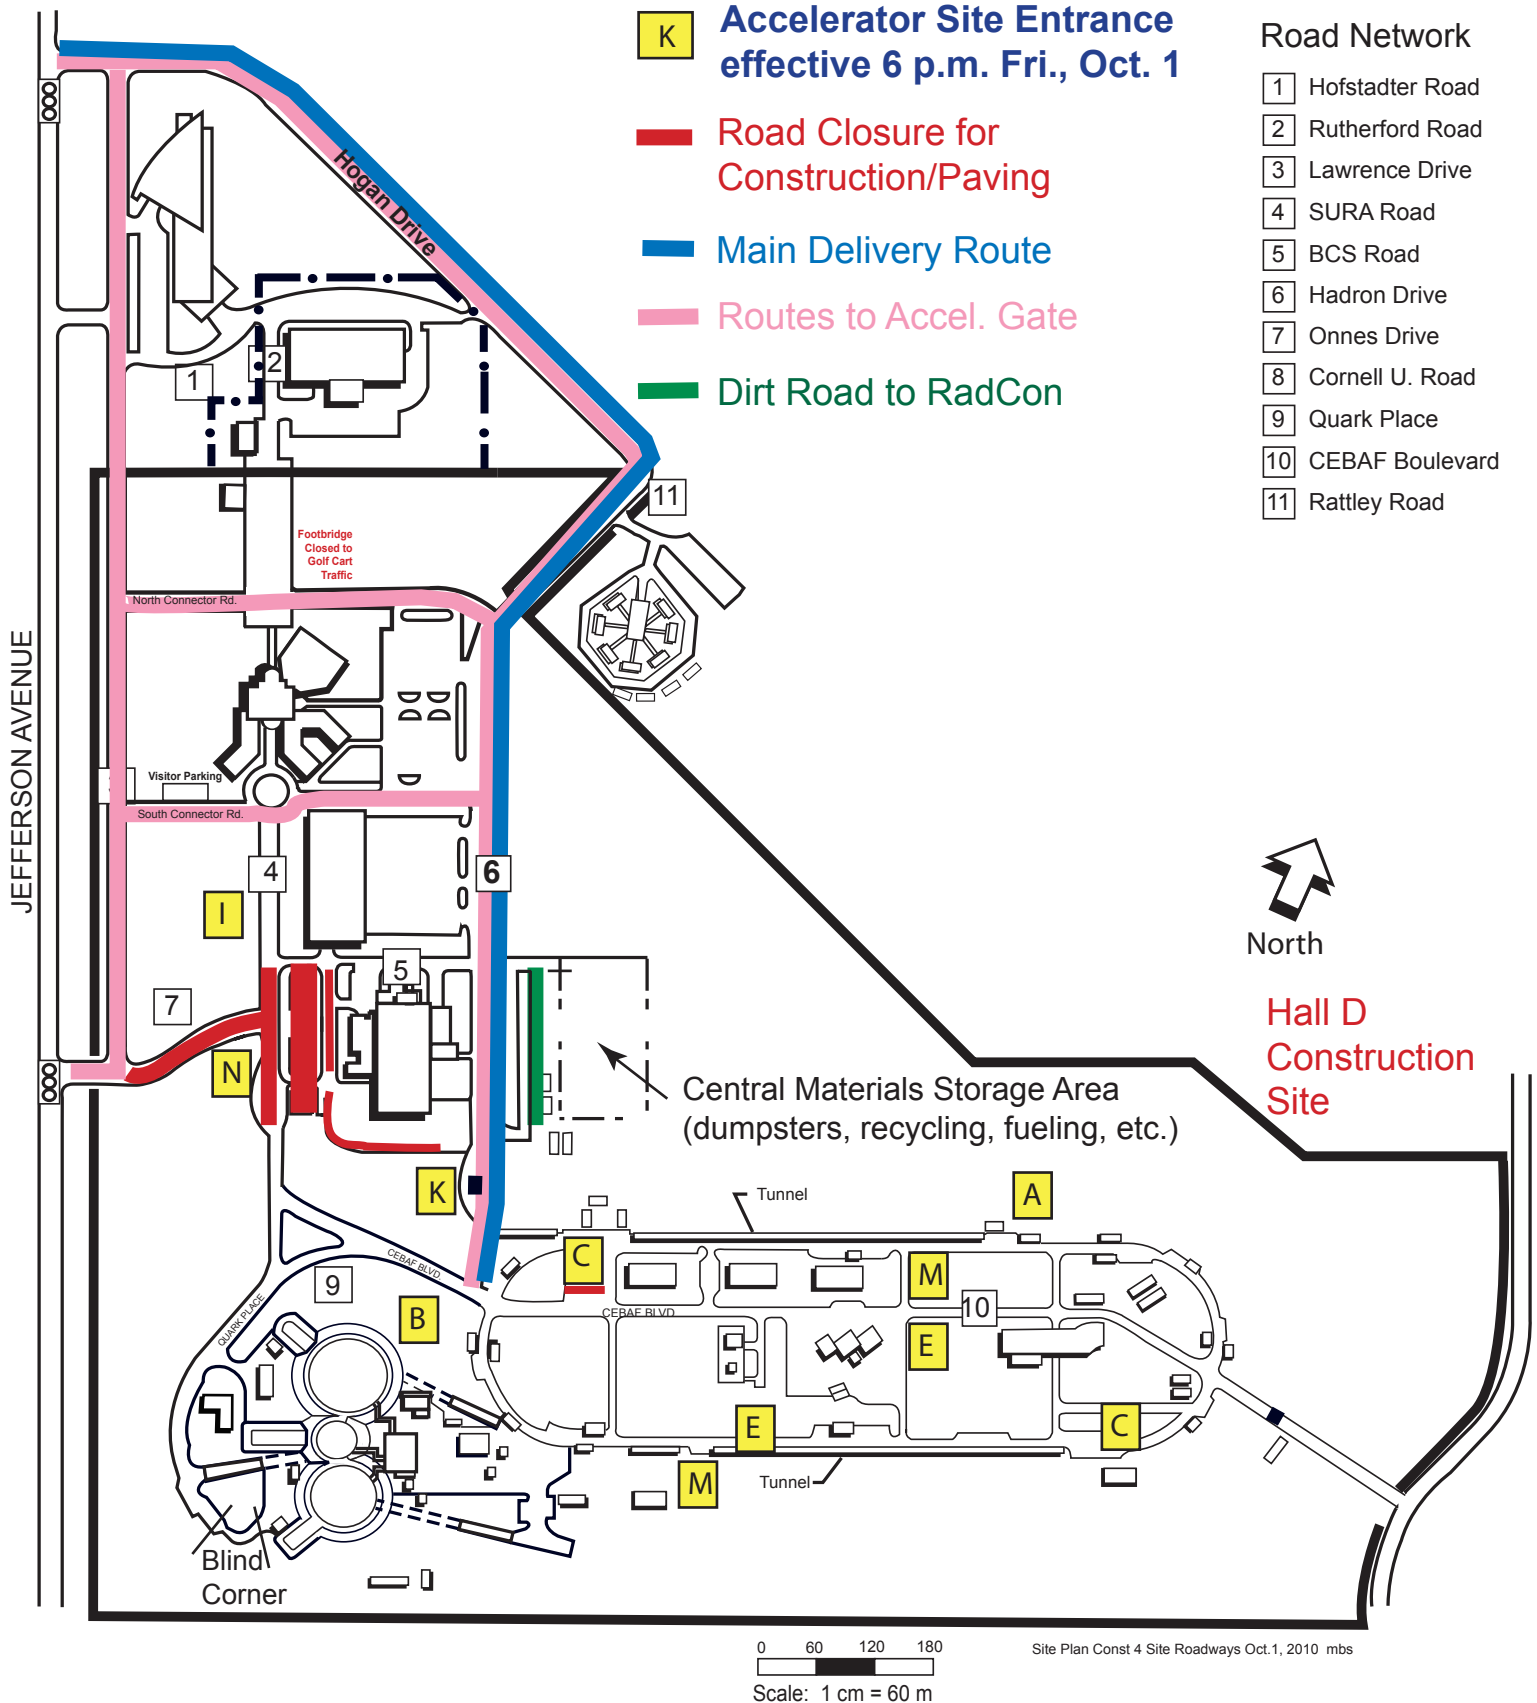 K
Accelerator Site Entrance
effective 6 p.m. Fri., Oct. 1
Road Closure for
Construction/Paving
Main Delivery Route
Routes to Accel. Gate
Dirt Road to RadCon
Road Network
1 Hofstadter Road
2 Rutherford Road
3 Lawrence Drive
4 SURA Road
5 BCS Road
6 Hadron Drive
7 Onnes Drive
8 Cornell U. Road
9 Quark Place
10 CEBAF Boulevard
11 Rattley Road
Hogan Drive
2
1
11
Footbridge
Closed to
Golf Cart
Traffic
North Connector Rd.
JEFFERSON AVENUE
Visitor Parking
South Connector Rd.
4
6
I
North
5
7
Hall D
Construction
Site
N
Central Materials Storage Area
(dumpsters, recycling, fueling, etc.)
K
Tunnel
A
C
CEBAF BLVD.
M
9
QUARK PLACE
B
CEBAF BLVD
10
E
E
C
Tunnel
M
Blind
Corner
0 60 120 180
Scale: 1 cm = 60 m
Site Plan Const 4 Site Roadways Oct.1, 2010 mbs